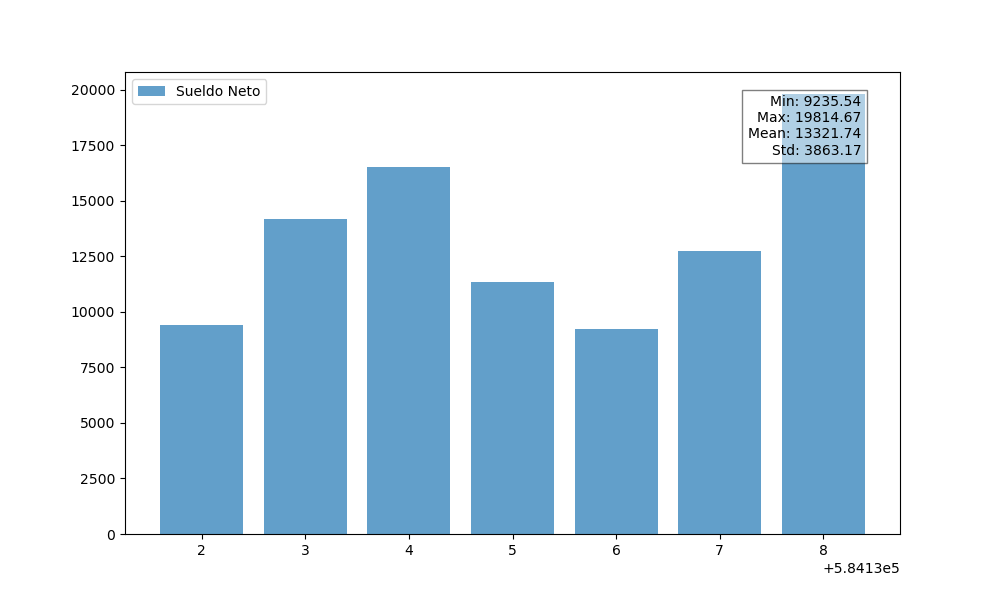 Sueldo Neto
Min: 9235.54
Max: 19814.67
Mean: 13321.74
Std: 3863.17
20000
17500
15000
12500
10000
7500
5000
2500
0
2 3 4 5 6 7 8
+5.8413e5